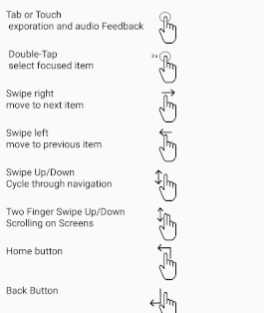 Tab or Touch
exporation and audio Feedback
Double-Tap
select focused item
2x
Swipe right
move to next item
Swipe left
move to previous item
Swipe Up/Down
Cycle through navigation
Two Finger Swipe Up/Down
Scrolling on Screens
Home button
Back Button